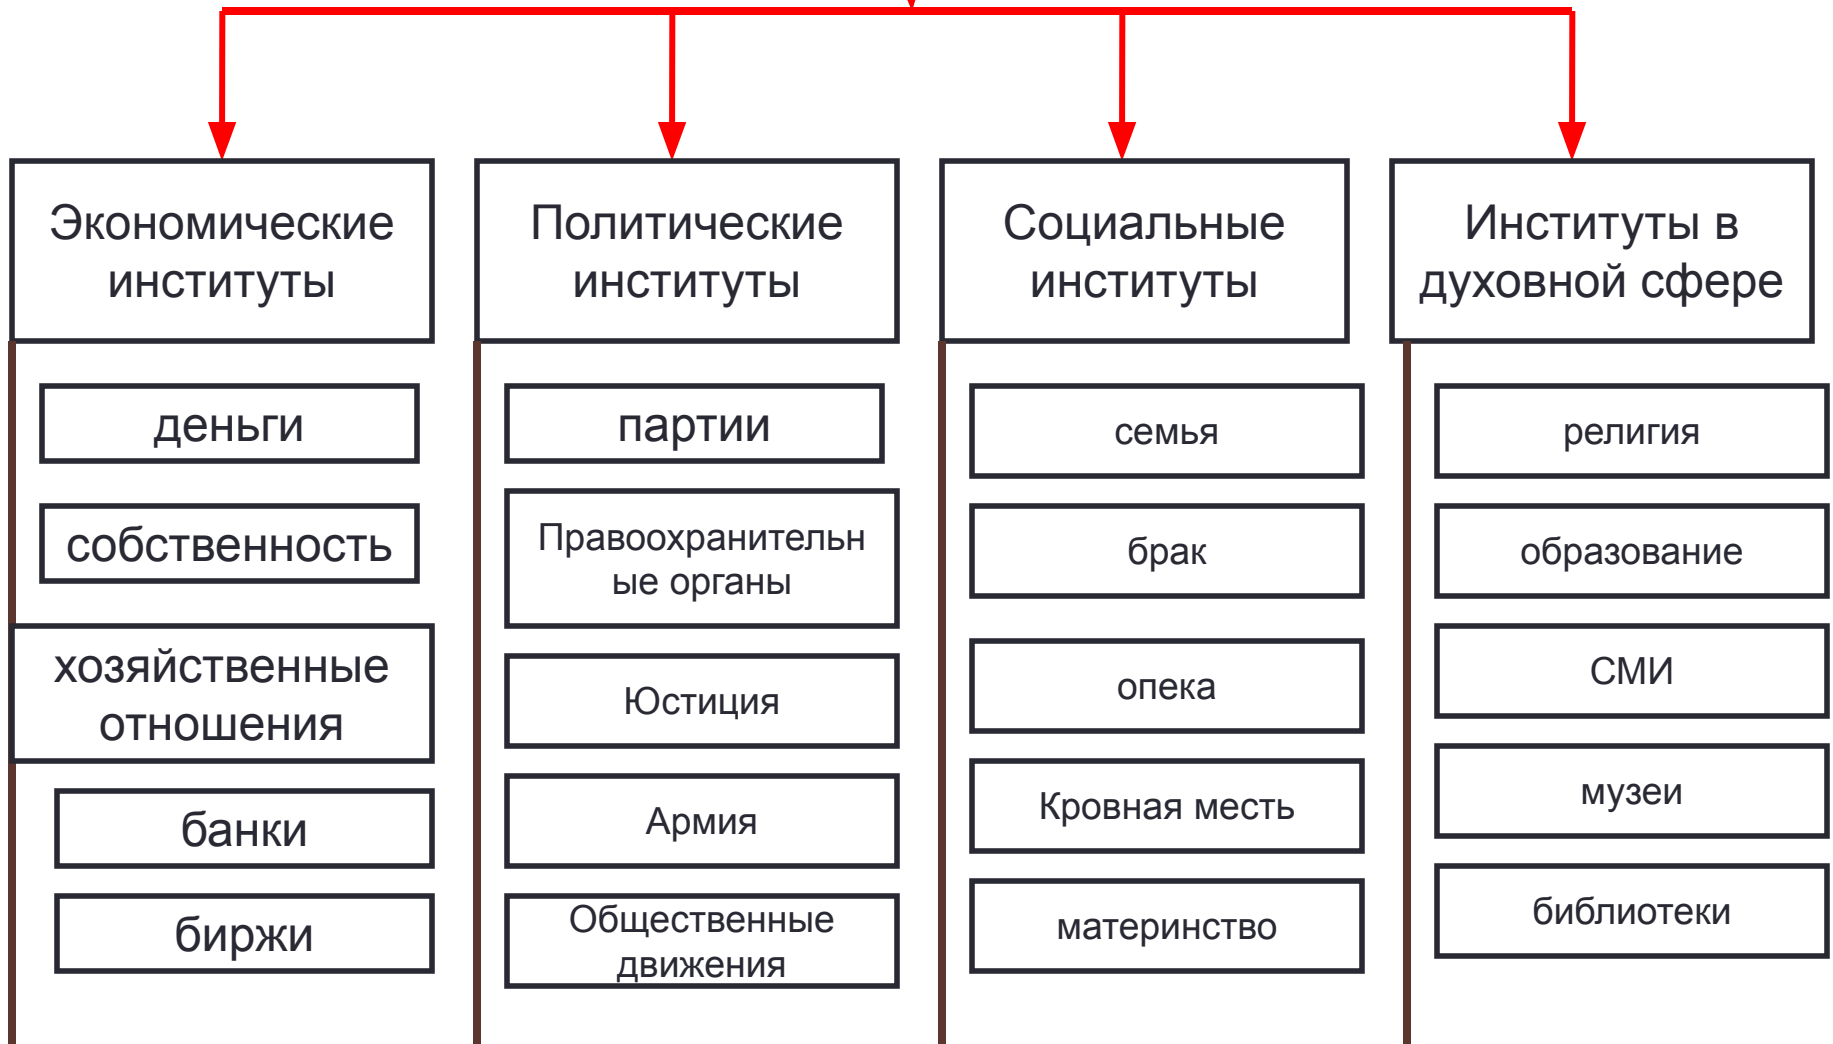 Экономические
институты
Политические
институты
Социальные
институты
Институты в
духовной сфере
деньги
собственность
хозяйственные
отношения
банки
биржи
партии
Правоохранительн
ые органы
Юстиция
Армия
Общественные
движения
семья
брак
опека
Кровная месть
материнство
религия
образование
СМИ
музеи
библиотеки